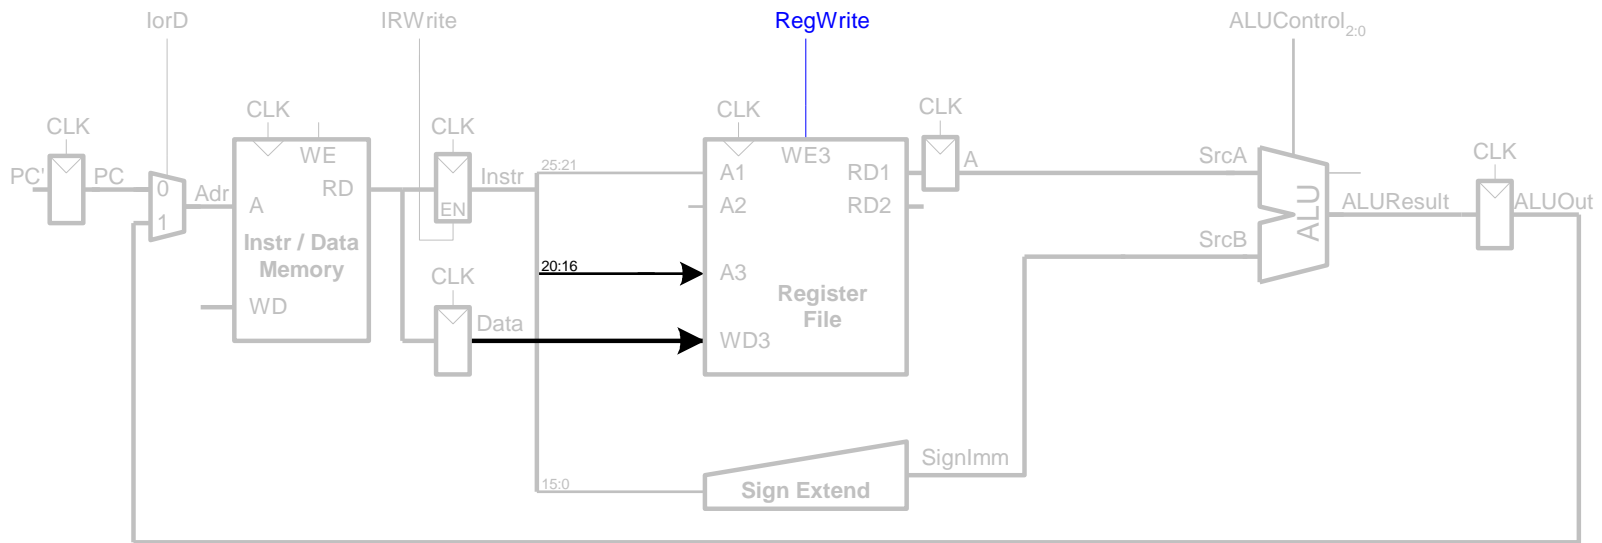 IorD
IRWrite
RegWrite
ALUControl2:0
CLK
CLK
CLK
CLK
CLK
CLK
CLK
PC'
PC
0
1
Adr
WE
A
RD
Instr / Data
Memory
WD
EN
Instr
CLK
Data
25:21
20:16
15:0
A1
A2
A3
WD3
WE3
RD1
RD2
Register
File
A
SrcA
SrcB
ALU
ALUResult
ALUOut
SignImm
Sign Extend